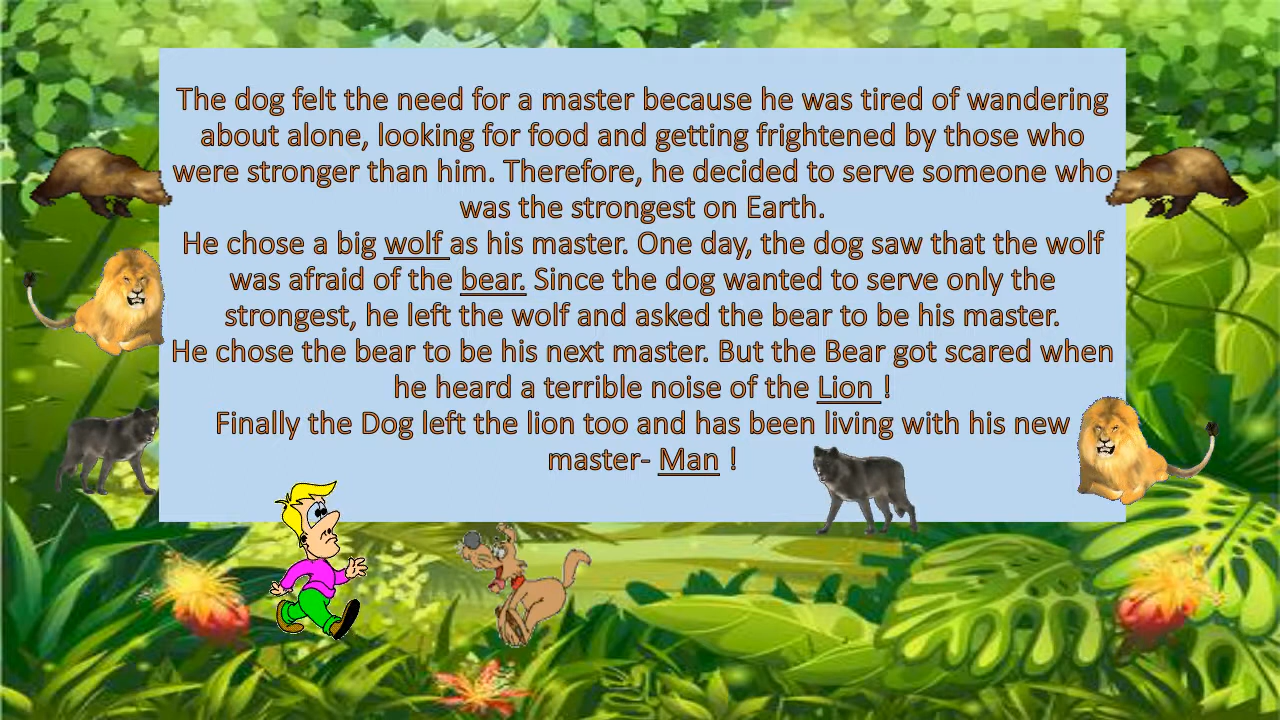 The dog felt the need for a master because he was tired of wandering
about alone, looking for food and getting frightened by those who
were stronger than him. Therefore, he decided to serve someone who
was the strongest on Earth.
He chose a big wolf as his master. One day, the dog saw that the wolf
was afraid of the bear. Since the dog wanted to serve only the
strongest, he left the wolf and asked the bear to be his master.
He chose the bear to be his next master. But the Bear got scared when
he heard a terrible noise of the Lion !
Finally the Dog left the lion too and has been living with his new
master- Man !